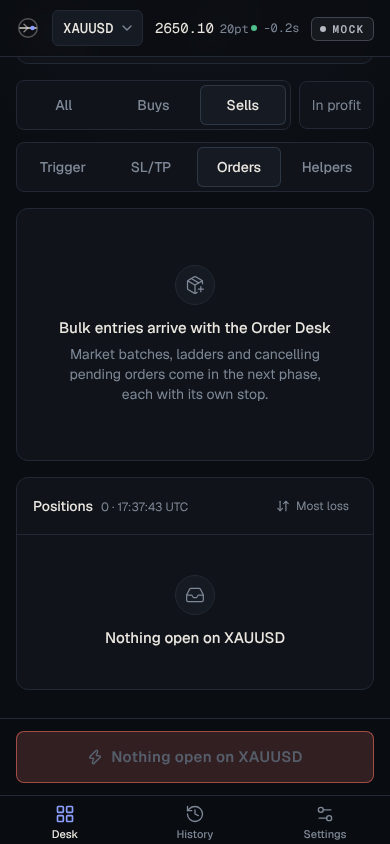 XAUUSD 2650.10 20pt -0.2s MOCK
All Buys Sells In profit
Trigger SL/TP Orders Helpers
Bulk entries arrive with the Order Desk
Market batches, ladders and cancelling
pending orders come in the next phase,
each with its own stop.
Positions 0 · 17:37:43 UTC Most loss
Nothing open on XAUUSD
Nothing open on XAUUSD
Desk History Settings